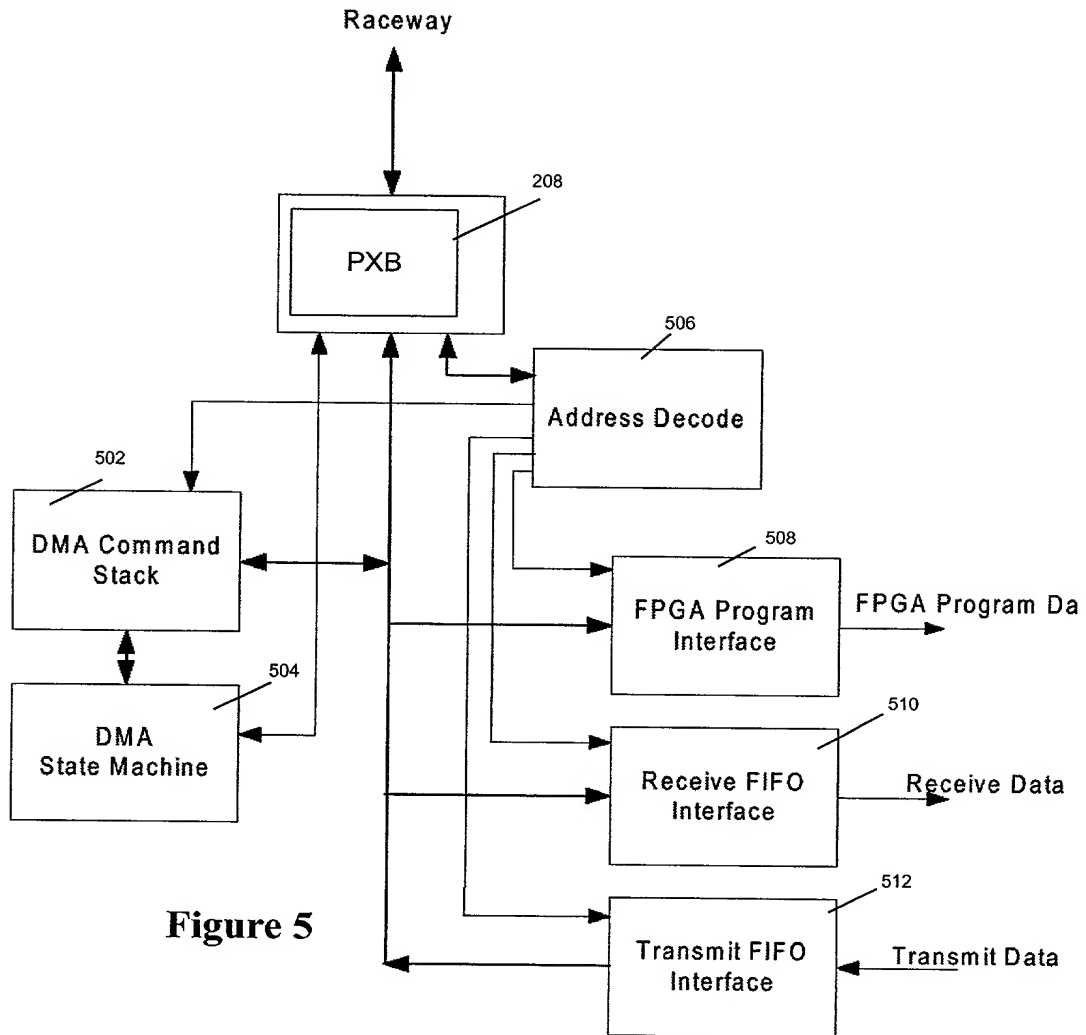 Raceway
208
PXB
506
Address Decode
502
DMA Command
Stack
508
FPGA Program
Interface
FPGA Program Da
504
DMA
State Machine
510
Receive FIFO
Interface
Receive Data
512
Transmit FIFO
Interface
Transmit Data
Figure 5